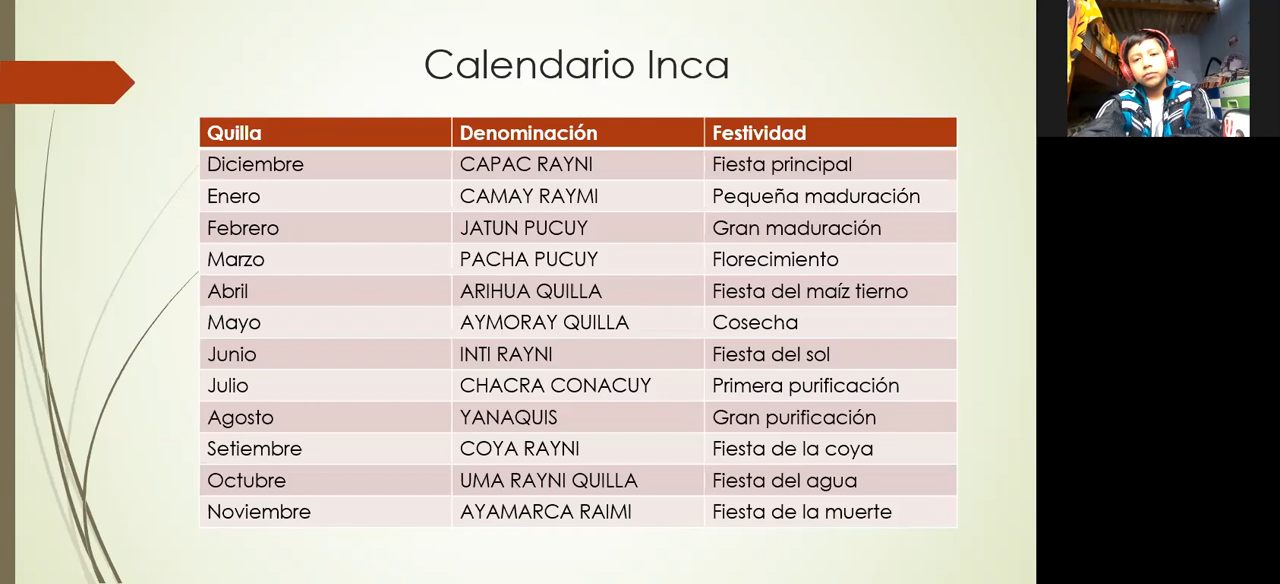 Calendario Inca
Quilla Denominación Festividad
Diciembre CAPAC RAYNI Fiesta principal
Enero CAMAY RAYMI Pequeña maduración
Febrero JATUN PUCUY Gran maduración
Marzo PACHA PUCUY Florecimiento
Abril ARIHUA QUILLA Fiesta del maíz tierno
Mayo AYMORAY QUILLA Cosecha
Junio INTI RAYNI Fiesta del sol
Julio CHACRA CONACUY Primera purificación
Agosto YANAQUIS Gran purificación
Setiembre COYA RAYNI Fiesta de la coya
Octubre UMA RAYNI QUILLA Fiesta del agua
Noviembre AYAMARCA RAIMI Fiesta de la muerte